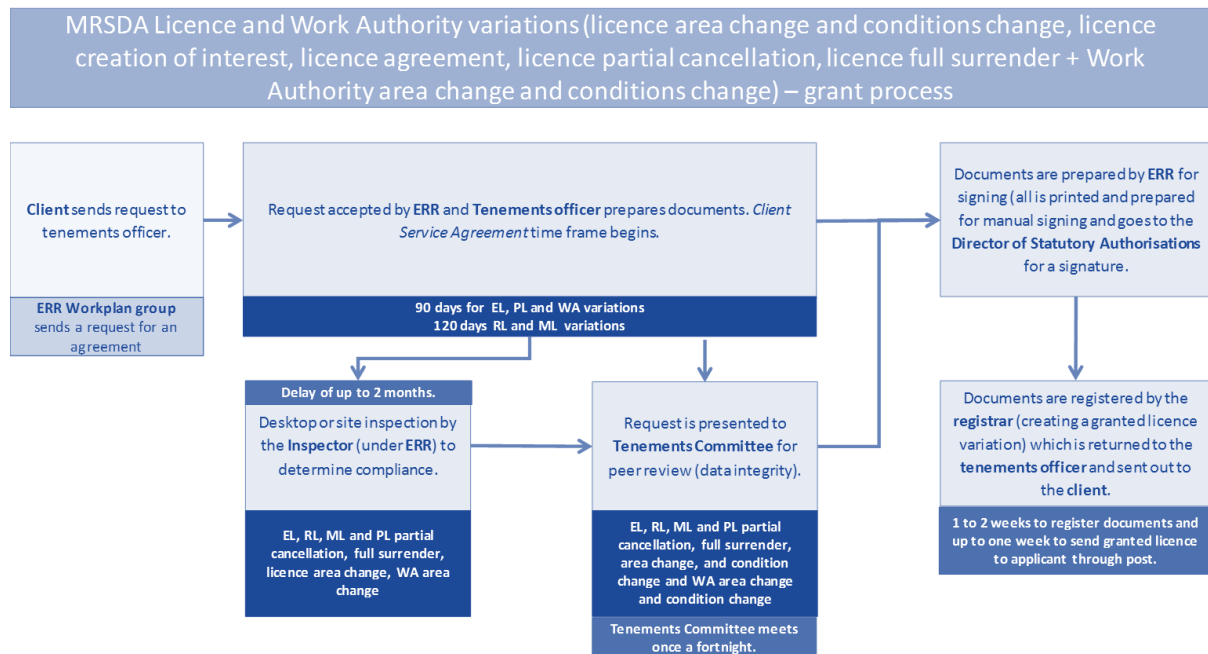 MRSDA Licence and Work Authority variations (licence area change and conditions change, licence
creation of interest, licence agreement, licence partial cancellation, licence full surrender + Work
Authority area change and conditions change) – grant process
Client sends request to
tenements officer.
ERR Workplan group
sends a request for an
agreement
Request accepted by ERR and Tenements officer prepares documents. Client
Service Agreement time frame begins.
90 days for EL, PL and WA variations
120 days RL and ML variations
Delay of up to 2 months.
Desktop or site inspection by
the Inspector (under ERR) to
determine compliance.
EL, RL, ML and PL partial
cancellation, full surrender,
licence area change, WA area
change
Request is presented to
Tenements Committee for
peer review (data integrity).
EL, RL, ML and PL partial
cancellation, full surrender,
area change, and condition
change and WA area change
and condition change
Tenements Committee meets
once a fortnight.
Documents are prepared by ERR for
signing (all is printed and prepared
for manual signing and goes to the
Director of Statutory Authorisations
for a signature.
Documents are registered by the
registrar (creating a granted licence
variation) which is returned to the
tenements officer and sent out to
the client.
1 to 2 weeks to register documents and
up to one week to send granted licence
to applicant through post.